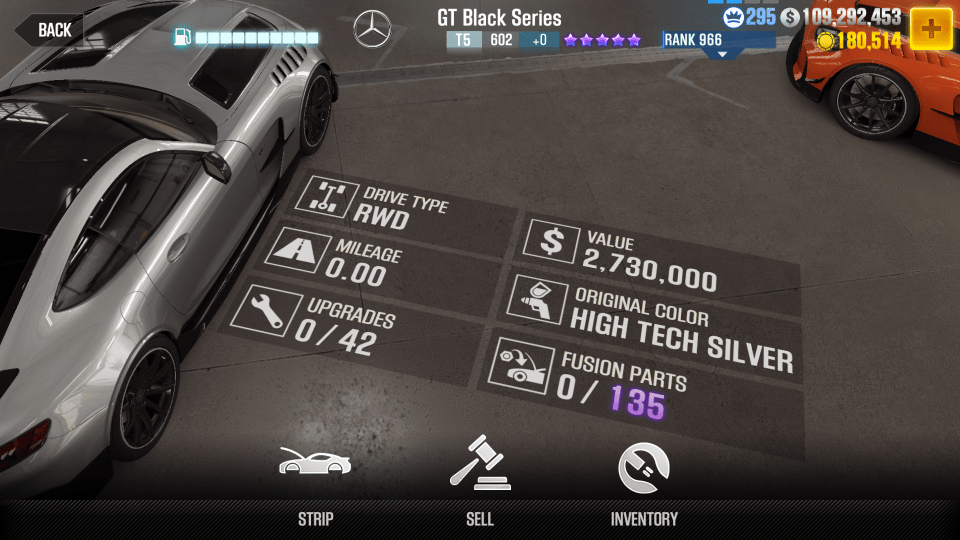 BACK
GT Black Series
T5 602 +0
RANK 966
295 $ 109,292,453
180,514
DRIVE TYPE
RWD
MILEAGE
0.00
UPGRADES
0 / 42
$ VALUE
2,730,000
ORIGINAL COLOR
HIGH TECH SILVER
FUSION PARTS
0 / 135
STRIP
SELL
INVENTORY